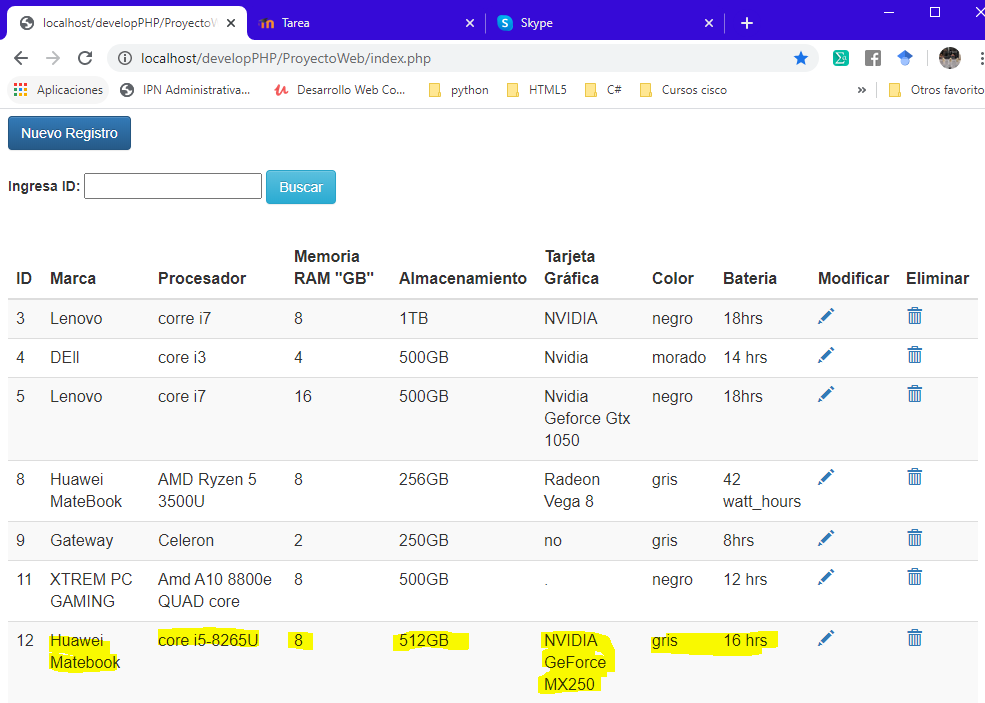 localhost/developPHP/ProyectoW
Tarea
Skype
localhost/developPHP/ProyectoWeb/index.php
Aplicaciones
IPN Administrativa...
Desarrollo Web Co...
python
HTML5
C#
Cursos cisco
»
Otros favorito
Nuevo Registro
Ingresa ID:
Buscar
ID Marca Procesador Memoria RAM "GB" Almacenamiento Tarjeta Gráfica Color Bateria Modificar Eliminar
3 Lenovo corre i7 8 1TB NVIDIA negro 18hrs
4 DEll core i3 4 500GB Nvidia morado 14 hrs
5 Lenovo core i7 16 500GB Nvidia Geforce Gtx 1050 negro 18hrs
8 Huawei MateBook AMD Ryzen 5 3500U 8 256GB Radeon Vega 8 gris 42 watt_hours
9 Gateway Celeron 2 250GB no gris 8hrs
11 XTREM PC GAMING Amd A10 8800e QUAD core 8 500GB . negro 12 hrs
12 Huawei Matebook core i5-8265U 8 512GB NVIDIA GeForce MX250 gris 16 hrs